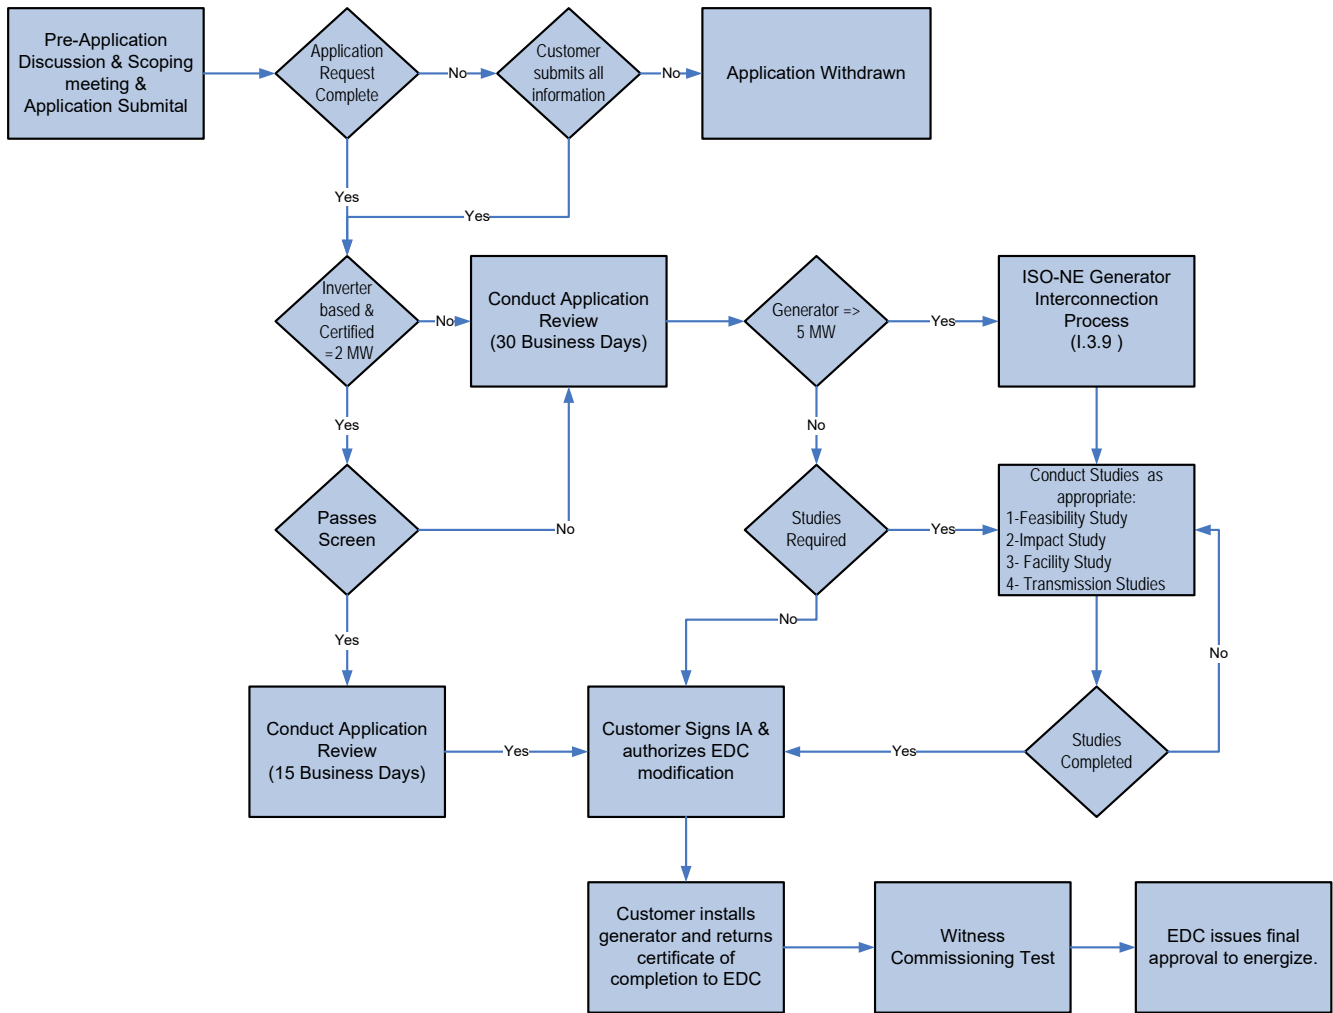 Pre-Application
Discussion & Scoping
meeting &
Application Submital
Application
Request
Complete
No
Customer
submits all
information
No
Application Withdrawn
Yes
Yes
Inverter
based &
Certified
=2 MW
No
Conduct Application
Review
(30 Business Days)
Generator =>
5 MW
Yes
ISO-NE Generator
Interconnection
Process
(I.3.9 )
Yes
No
Passes
Screen
No
Studies
Required
Yes
Conduct Studies as
appropriate:
1-Feasibility Study
2-Impact Study
3- Facility Study
4- Transmission Studies
Yes
No
No
Conduct Application
Review
(15 Business Days)
Yes
Customer Signs IA &
authorizes EDC
modification
Yes
Studies
Completed
Customer installs
generator and returns
certificate of
completion to EDC
Witness
Commissioning Test
EDC issues final
approval to energize.